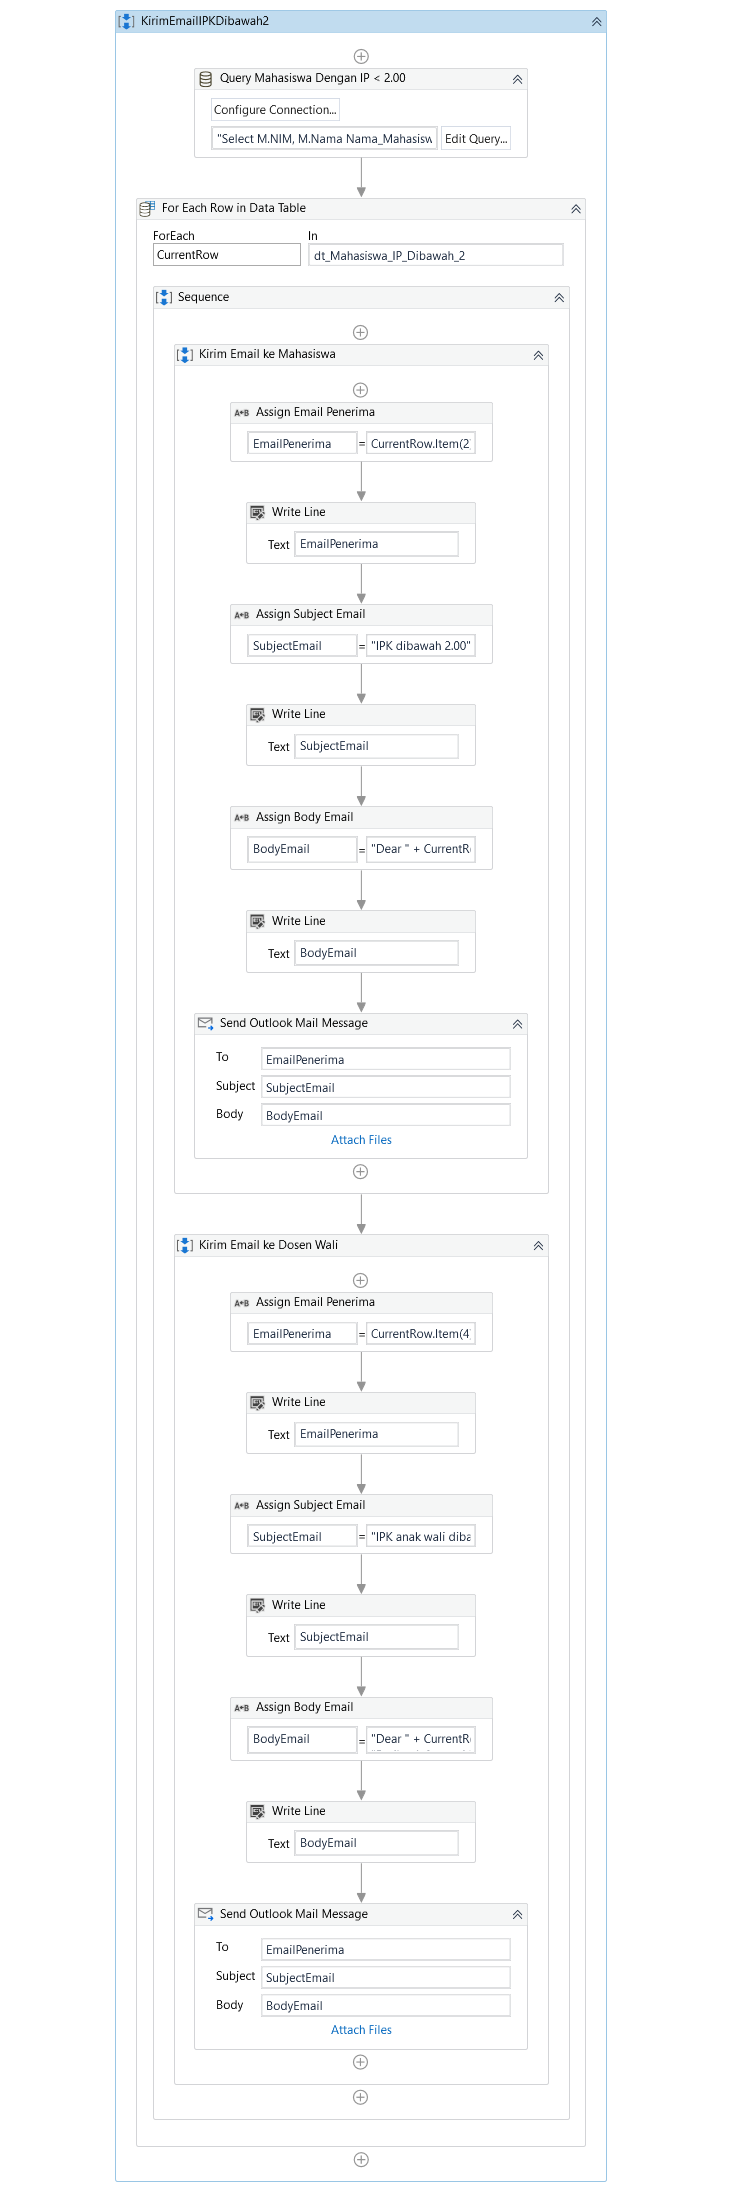 KirimEmailIPKDibawah2
Query Mahasiswa Dengan IP < 2.00
Configure Connection...
"Select M.NIM, M.Nama Nama_Mahasisw
Edit Query...
For Each Row in Data Table
ForEach In
CurrentRow dt_Mahasiswa_IP_Dibawah_2
Sequence
Kirim Email ke Mahasiswa
A*B Assign Email Penerima
EmailPenerima = CurrentRow.Item(2
Write Line
Text EmailPenerima
A*B Assign Subject Email
SubjectEmail = "IPK dibawah 2.00"
Write Line
Text SubjectEmail
A*B Assign Body Email
BodyEmail = "Dear " + CurrentR
Write Line
Text BodyEmail
Send Outlook Mail Message
To EmailPenerima
Subject SubjectEmail
Body BodyEmail
Attach Files
Kirim Email ke Dosen Wali
A*B Assign Email Penerima
EmailPenerima = CurrentRow.Item(4
Write Line
Text EmailPenerima
A*B Assign Subject Email
SubjectEmail = "IPK anak wali diba
Write Line
Text SubjectEmail
A*B Assign Body Email
BodyEmail = "Dear " + CurrentR
Write Line
Text BodyEmail
Send Outlook Mail Message
To EmailPenerima
Subject SubjectEmail
Body BodyEmail
Attach Files